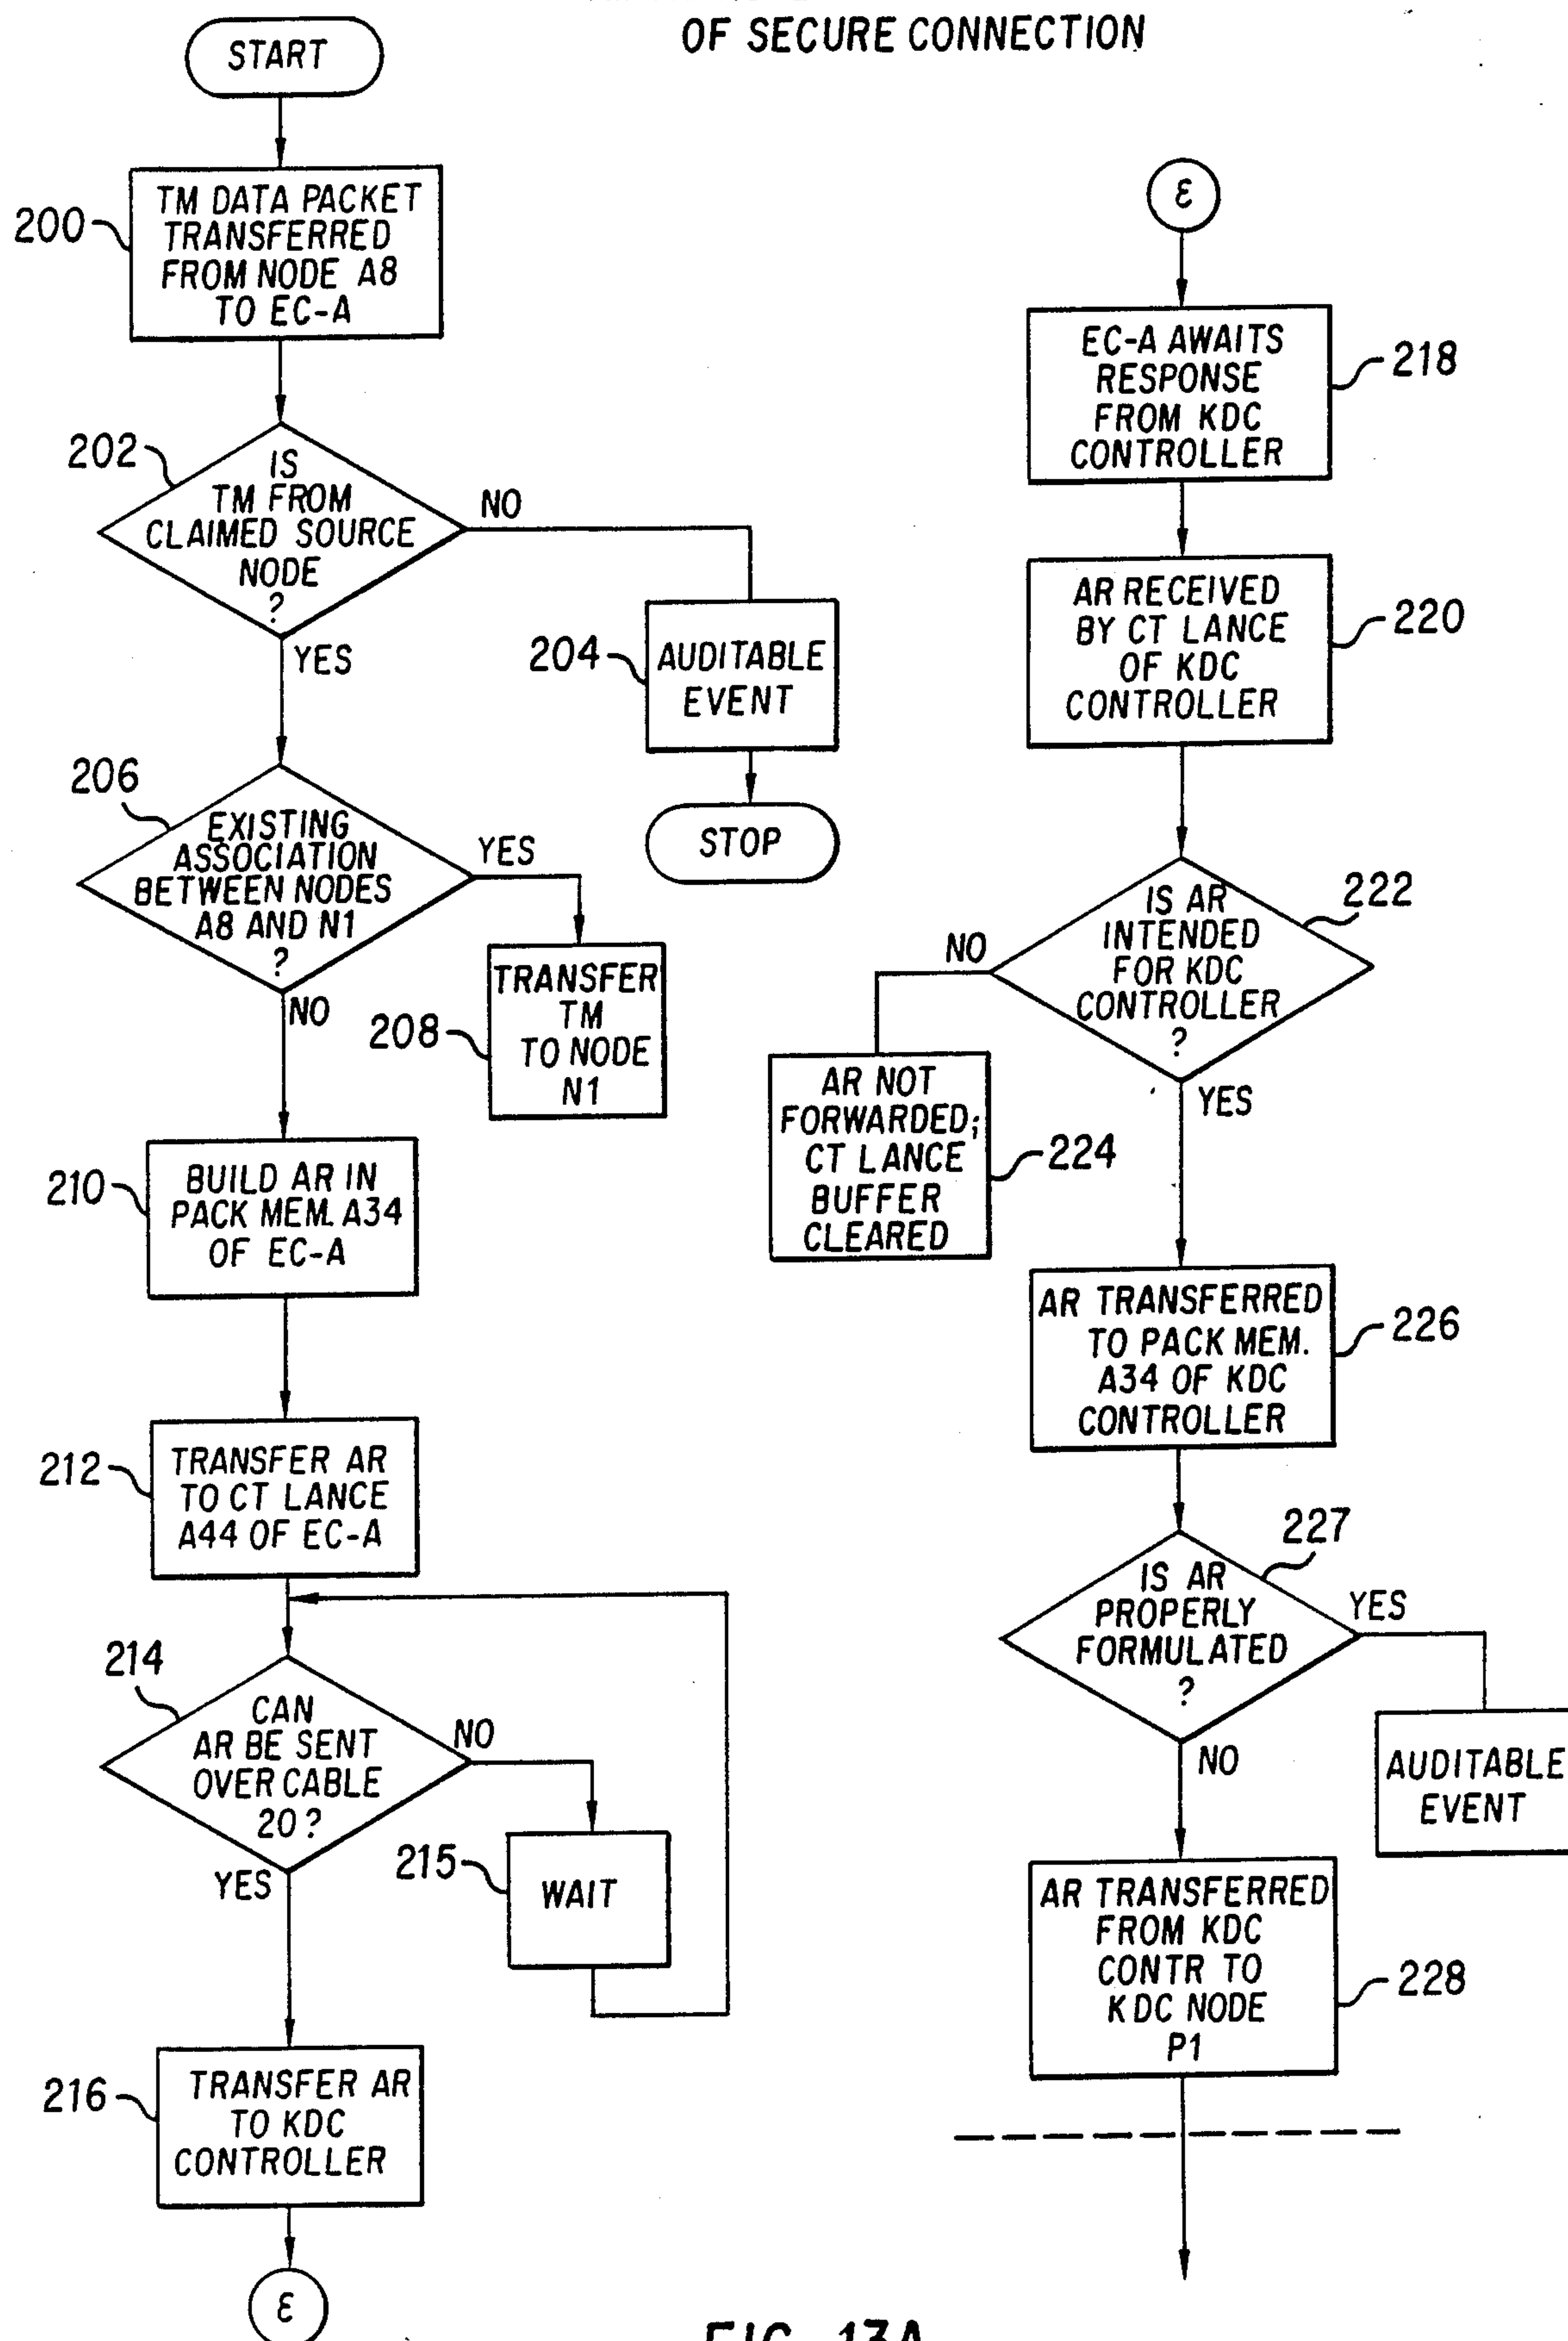 OF SECURE CONNECTION
START
200
TM DATA PACKET
TRANSFERRED
FROM NODE A8
TO EC-A
202
IS
TM FROM
CLAIMED SOURCE
NODE
?
NO
YES
204
AUDITABLE
EVENT
STOP
206
EXISTING
ASSOCIATION
BETWEEN NODES
A8 AND N1
?
YES
NO
208
TRANSFER
TM
TO NODE
N1
210
BUILD AR IN
PACK MEM. A34
OF EC-A
212
TRANSFER AR
TO CT LANCE
A44 OF EC-A
214
CAN
AR BE SENT
OVER CABLE
20?
NO
YES
215
WAIT
216
TRANSFER AR
TO KDC
CONTROLLER
ε
ε
EC-A AWAITS
RESPONSE
FROM KDC
CONTROLLER
218
AR RECEIVED
BY CT LANCE
OF KDC
CONTROLLER
220
IS AR
INTENDED
FOR KDC
CONTROLLER
?
222
NO
YES
AR NOT
FORWARDED;
CT LANCE
BUFFER
CLEARED
224
AR TRANSFERRED
TO PACK MEM.
A34 OF KDC
CONTROLLER
226
IS AR
PROPERLY
FORMULATED
?
227
YES
NO
AUDITABLE
EVENT
AR TRANSFERRED
FROM KDC
CONTR TO
KDC NODE
P1
228
FIG. 13A